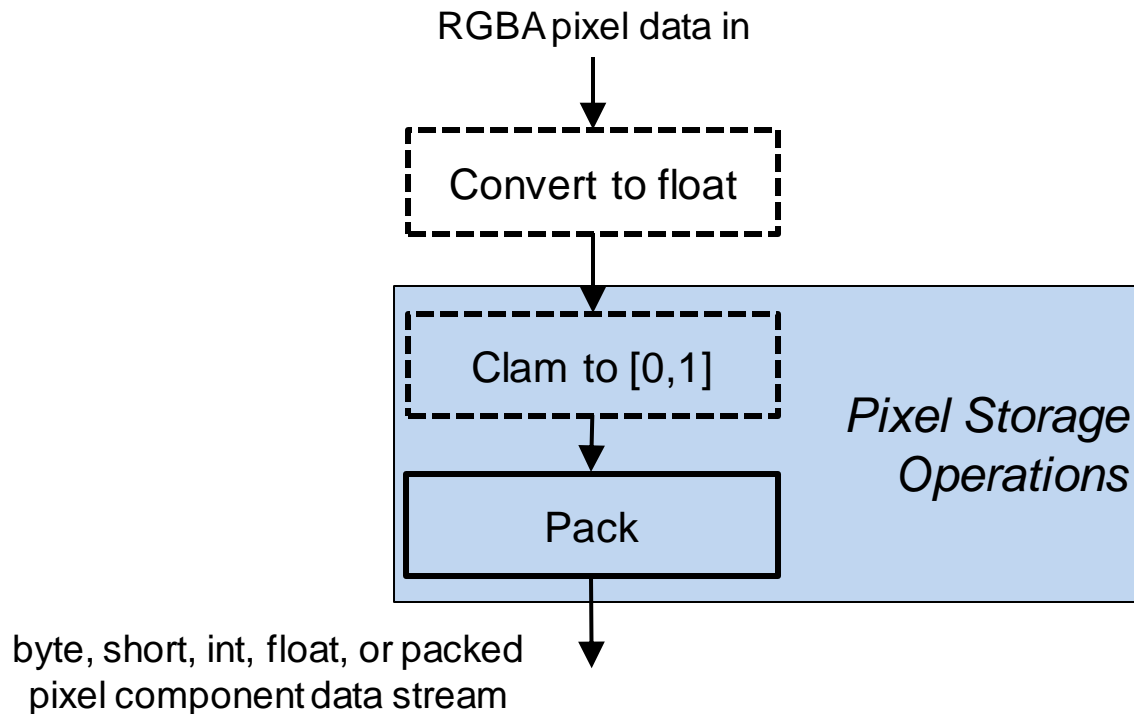 RGBA pixel data in
Convert to float
Clam to [0,1]
Pixel Storage
Operations
Pack
byte, short, int, float, or packed
pixel component data stream